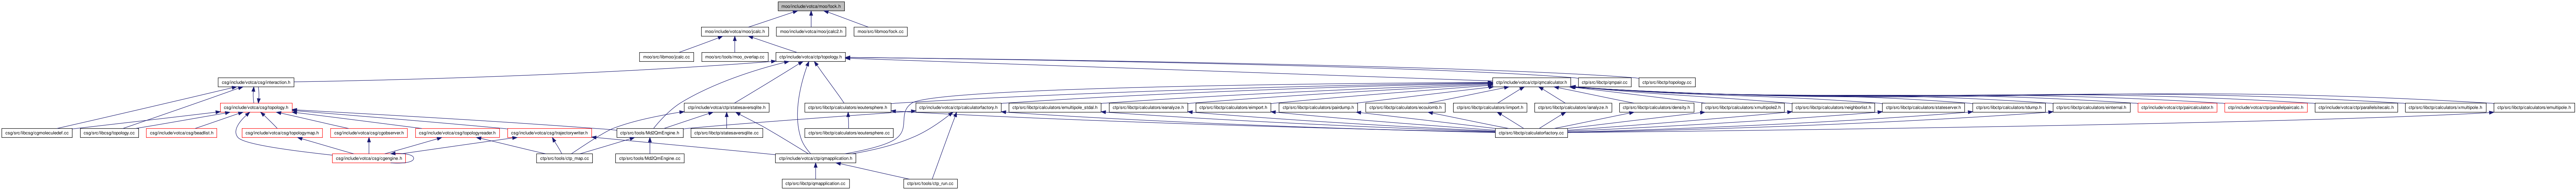 moo/include/votca/moo/fock.h
moo/include/votca/moo/jcalc.h
moo/include/votca/moo/jcalc2.h
moo/src/libmoo/fock.cc
moo/src/libmoo/jcalc.cc
moo/src/tools/moo_overlap.cc
ctp/include/votca/ctp/topology.h
csg/include/votca/csg/interaction.h
ctp/include/votca/ctp/qmcalculator.h
ctp/src/libctp/qmpair.cc
ctp/src/libctp/topology.cc
csg/include/votca/csg/topology.h
ctp/include/votca/ctp/statesaversqlite.h
ctp/src/libctp/calculators/eoutersphere.h
ctp/include/votca/ctp/calculatorfactory.h
ctp/src/libctp/calculators/emultipole_stdal.h
ctp/src/libctp/calculators/eanalyze.h
ctp/src/libctp/calculators/eimport.h
ctp/src/libctp/calculators/pairdump.h
ctp/src/libctp/calculators/ecoulomb.h
ctp/src/libctp/calculators/iimport.h
ctp/src/libctp/calculators/ianalyze.h
ctp/src/libctp/calculators/density.h
ctp/src/libctp/calculators/zmultipole2.h
ctp/src/libctp/calculators/neighborlist.h
ctp/src/libctp/calculators/stateserver.h
ctp/src/libctp/calculators/tdump.h
ctp/src/libctp/calculators/einternal.h
ctp/include/votca/ctp/paircalculator.h
ctp/include/votca/ctp/parallelpaircalc.h
ctp/include/votca/ctp/parallelxjobcalc.h
ctp/src/libctp/calculators/xmultipole.h
ctp/src/libctp/calculators/emultipole.h
csg/src/libcsg/cgmoleculedef.cc
csg/src/libcsg/topology.cc
csg/include/votca/csg/beadlist.h
csg/include/votca/csg/topologymap.h
csg/include/votca/csg/cgobserver.h
csg/include/votca/csg/topologyreader.h
csg/include/votca/csg/trajectorywriter.h
ctp/src/tools/Md2QmEngine.h
ctp/src/libctp/statesaversqlite.cc
ctp/src/libctp/calculators/eoutersphere.cc
ctp/src/libctp/calculatorfactory.cc
csg/include/votca/csg/cgengine.h
ctp/src/tools/ctp_map.cc
ctp/src/tools/Md2QmEngine.cc
ctp/include/votca/ctp/qmapplication.h
ctp/src/libctp/qmapplication.cc
ctp/src/tools/ctp_run.cc